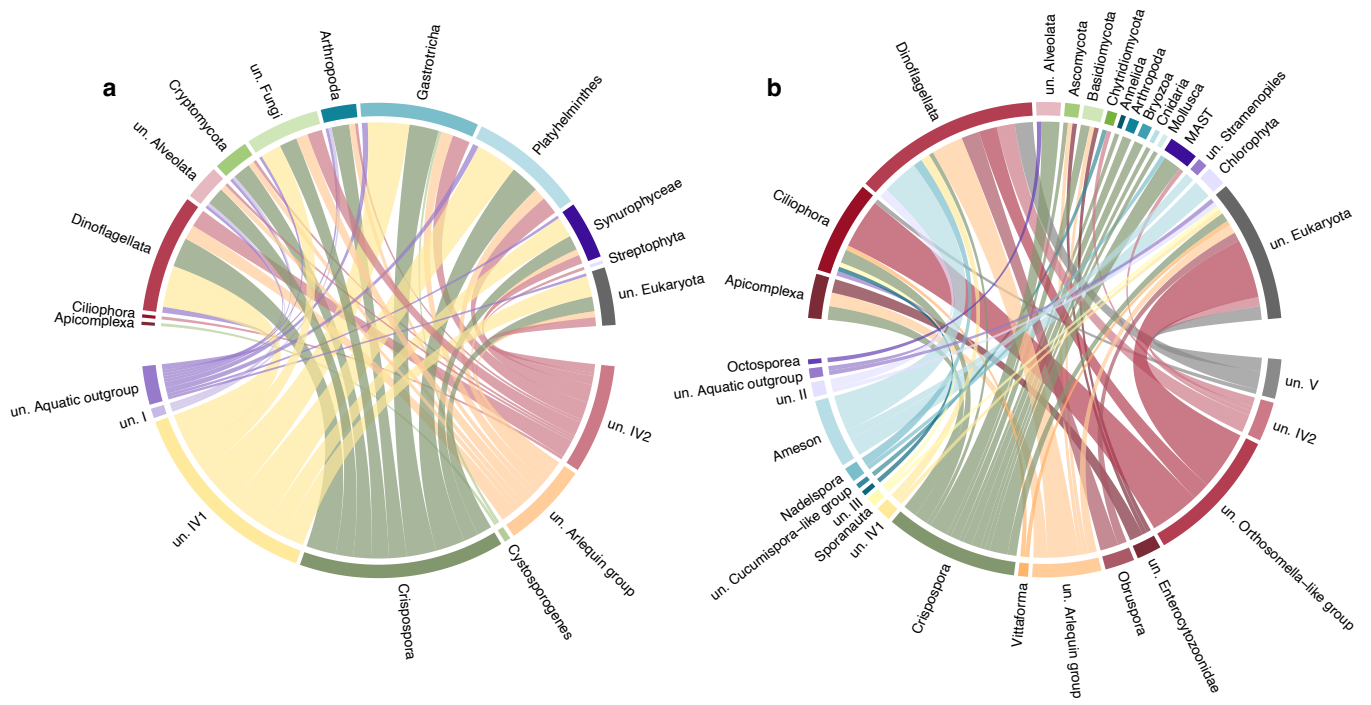 a
Apicomplexa
Ciliophora
Dinoflagellata
un. Alveolata
Cryptomycota
un. Fungi
Arthropoda
Gastrotricha
Platyhelminthes
Synurophyceae
Streptophyta
un. Eukaryota
un. IV2
un. Arlequin group
Cystosporogenes
Crispospora
un. IV1
un. I
un. Aquatic outgroup
b
Apicomplexa
Ciliophora
Dinoflagellata
un. Alveolata
Ascomycota
Basidiomycota
Chytridiomycota
Annelida
Arthropoda
Bryozoa
Cnidaria
Mollusca
MAST
un. Stramenopiles
Chlorophyta
un. Eukaryota
un. V
un. IV2
un. Orthosomella–like group
un. Enterocytozoonidae
Obruspora
un. Arlequin group
Vittaforma
Crispospora
un. IV1
Sporanauta
un. III
un. Cucumispora–like group
Nadelspora
Ameson
un. II
un. Aquatic outgroup
Octosporea